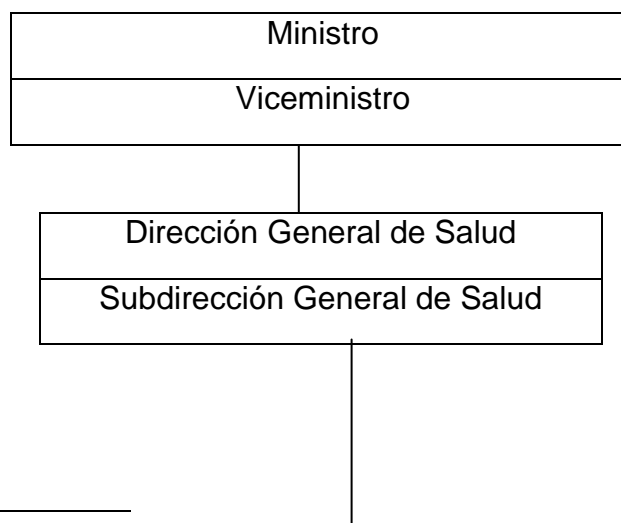 Ministro
Viceministro
Dirección General de Salud
Subdirección General de Salud